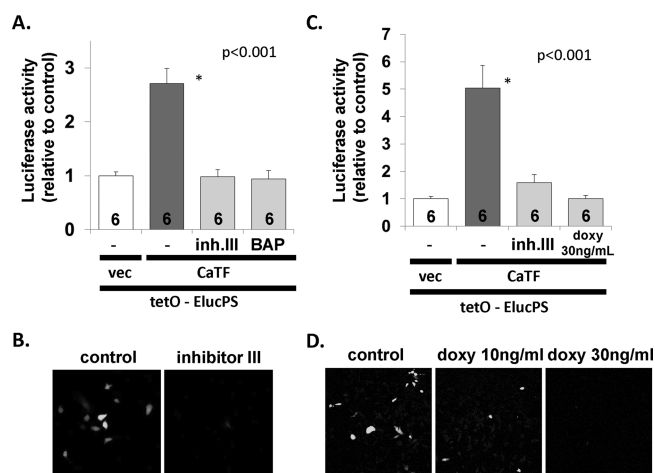 A.
Luciferase activity
(relative to control)
3
2
1
0
p<0.001
*
6 6 6 6
- - inh.III BAP
vec CaTF
tetO - ElucPS
C.
Luciferase activity
(relative to control)
7
6
5
4
3
2
1
0
p<0.001
*
6 6 6 6
- - inh.III doxy
30ng/mL
vec CaTF
tetO - ElucPS
B.
control inhibitor III
D.
control doxy 10ng/ml doxy 30ng/ml